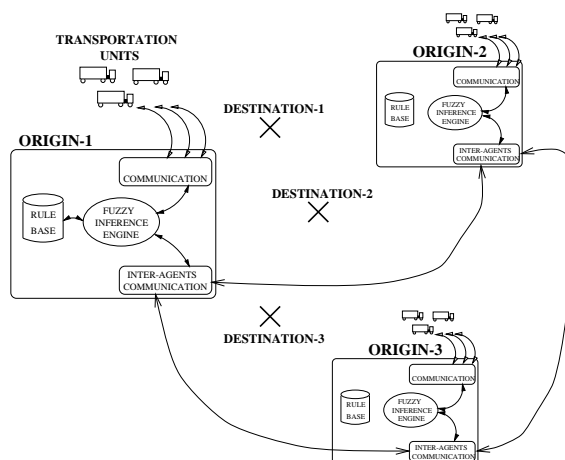 TRANSPORTATION
UNITS
ORIGIN-1
COMMUNICATION
RULE
BASE
FUZZY
INFERENCE
ENGINE
INTER-AGENTS
COMMUNICATION
DESTINATION-1
DESTINATION-2
DESTINATION-3
ORIGIN-2
COMMUNICATION
RULE
BASE
FUZZY
INFERENCE
ENGINE
INTER-AGENTS
COMMUNICATION
ORIGIN-3
COMMUNICATION
RULE
BASE
FUZZY
INFERENCE
ENGINE
INTER-AGENTS
COMMUNICATION